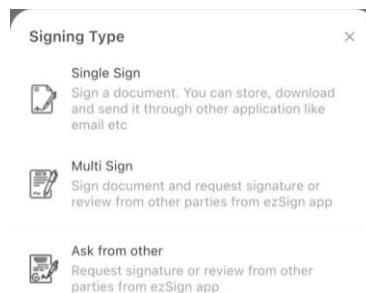 Signing Type
Single Sign
Sign a document. You can store, download
and send it through other application like
email etc
Multi Sign
Sign document and request signature or
review from other parties from ezSign app
Ask from other
Request signature or review from other
parties from ezSign app